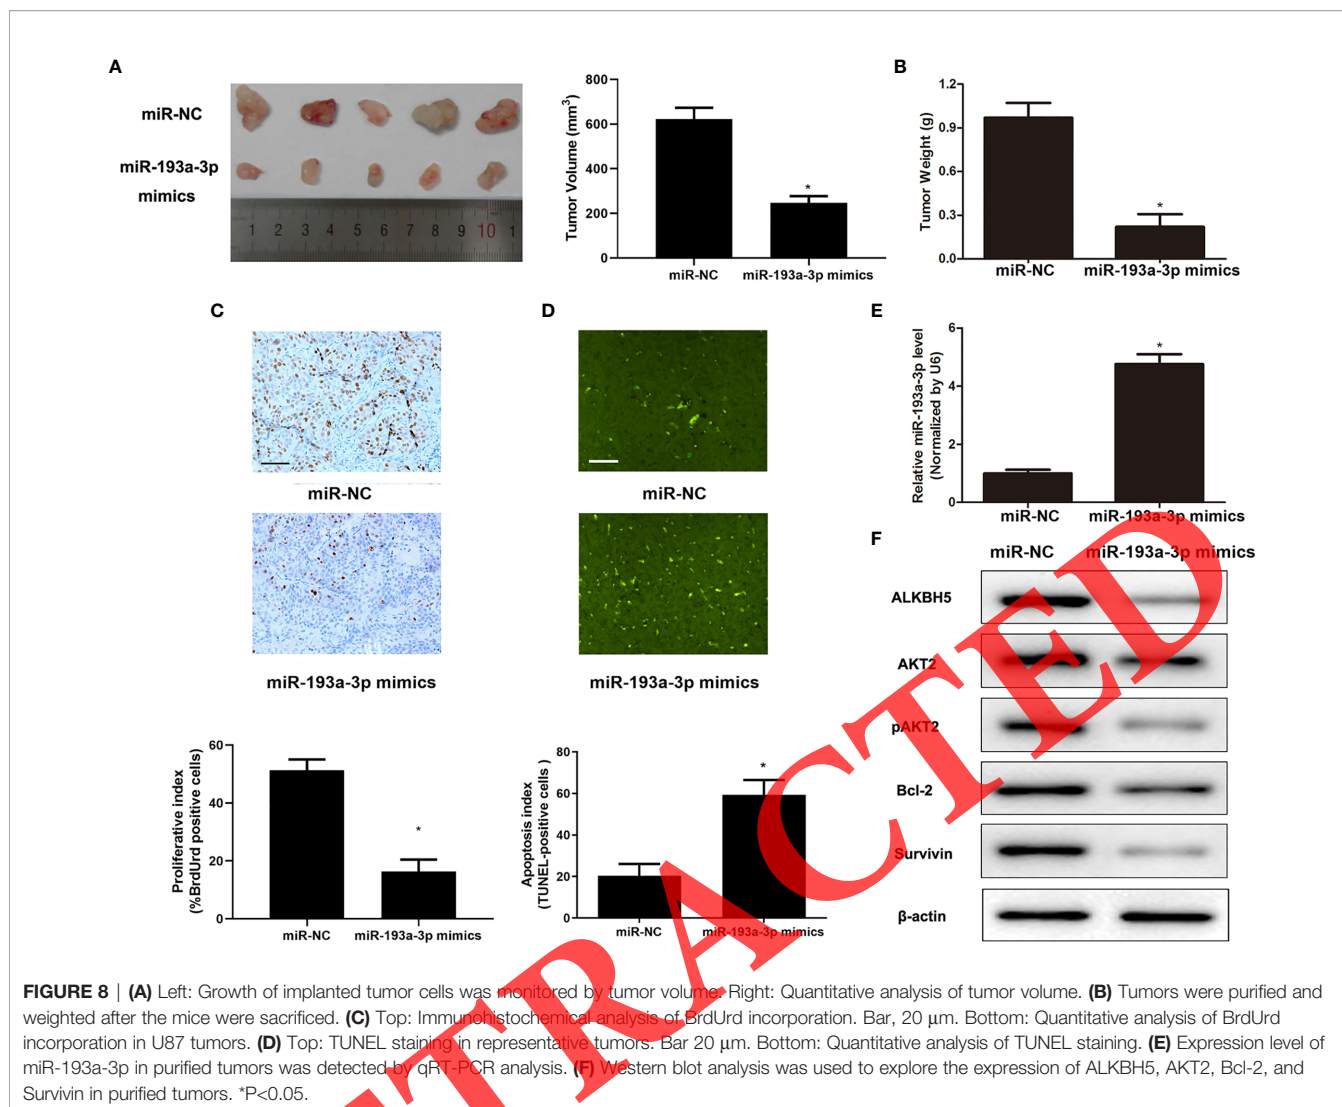 A
miR-NC
miR-193a-3p
mimics
1 2 3 4 5 6 7 8 9 10 1
Tumor Volume (mm³)
800
600
400
200
0
*
miR-NC miR-193a-3p mimics
B
Tumor Weight (g)
1.2
0.9
0.6
0.3
0.0
*
miR-NC miR-193a-3p mimics
C
miR-NC
miR-193a-3p mimics
Proliferative index
(%BrdUrd positive cells)
60
40
20
0
*
miR-NC miR-193a-3p mimics
D
miR-NC
miR-193a-3p mimics
Apoptosis index
(TUNEL-positive cells )
80
60
40
20
0
*
miR-NC miR-193a-3p mimics
E
Relative miR-193a-3p level
(Normalized by U6)
6
4
2
0
*
miR-NC miR-193a-3p mimics
F
miR-NC miR-193a-3p mimics
ALKBH5
AKT2
pAKT2
Bcl-2
Survivin
β-actin
FIGURE 8 | (A) Left: Growth of implanted tumor cells was monitored by tumor volume. Right: Quantitative analysis of tumor volume. (B) Tumors were purified and
weighted after the mice were sacrificed. (C) Top: Immunohistochemical analysis of BrdUrd incorporation. Bar, 20 μm. Bottom: Quantitative analysis of BrdUrd
incorporation in U87 tumors. (D) Top: TUNEL staining in representative tumors. Bar 20 μm. Bottom: Quantitative analysis of TUNEL staining. (E) Expression level of
miR-193a-3p in purified tumors was detected by qRT-PCR analysis. (F) Western blot analysis was used to explore the expression of ALKBH5, AKT2, Bcl-2, and
Survivin in purified tumors. *P<0.05.
TRACTED